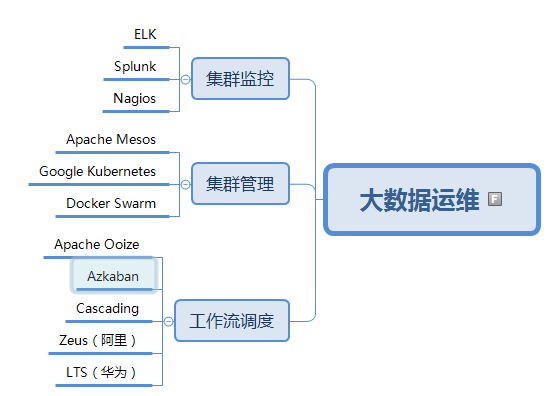 ELK
Splunk
Nagios
集群监控
Apache Mesos
Google Kubernetes
Docker Swarm
集群管理
大数据运维 F
Apache Ooize
Azkaban
Cascading
Zeus（阿里）
LTS（华为）
工作流调度